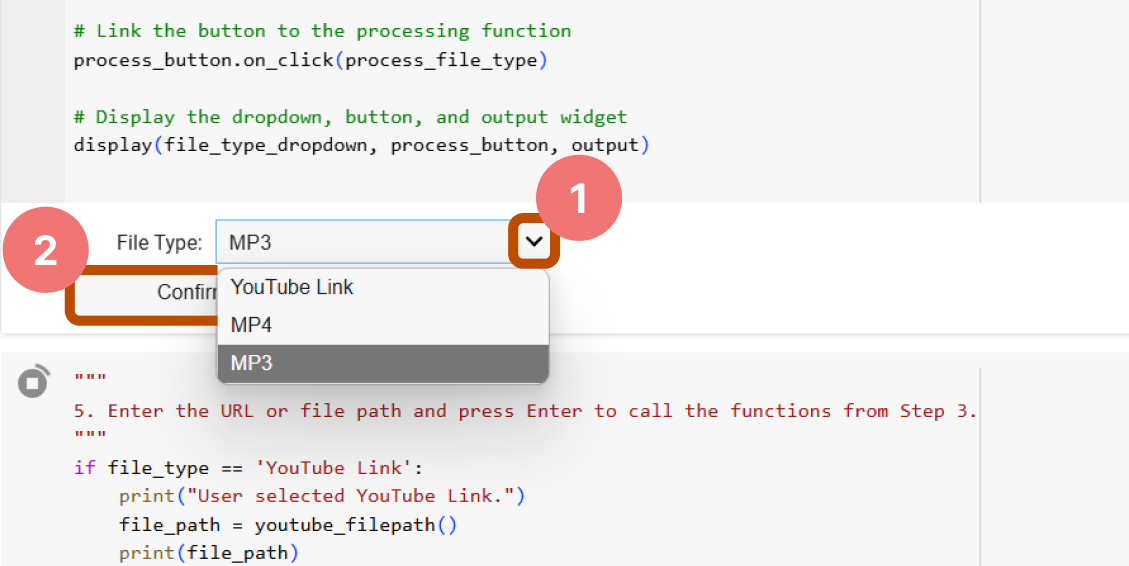 # Link the button to the processing function
process_button.on_click(process_file_type)
# Display the dropdown, button, and output widget
display(file_type_dropdown, process_button, output)
1
2
File Type: MP3
YouTube Link
Confir
MP4
MP3
"""
5. Enter the URL or file path and press Enter to call the functions from Step 3.
"""
if file_type == 'YouTube Link':
    print("User selected YouTube Link.")
    file_path = youtube_filepath()
    print(file_path)